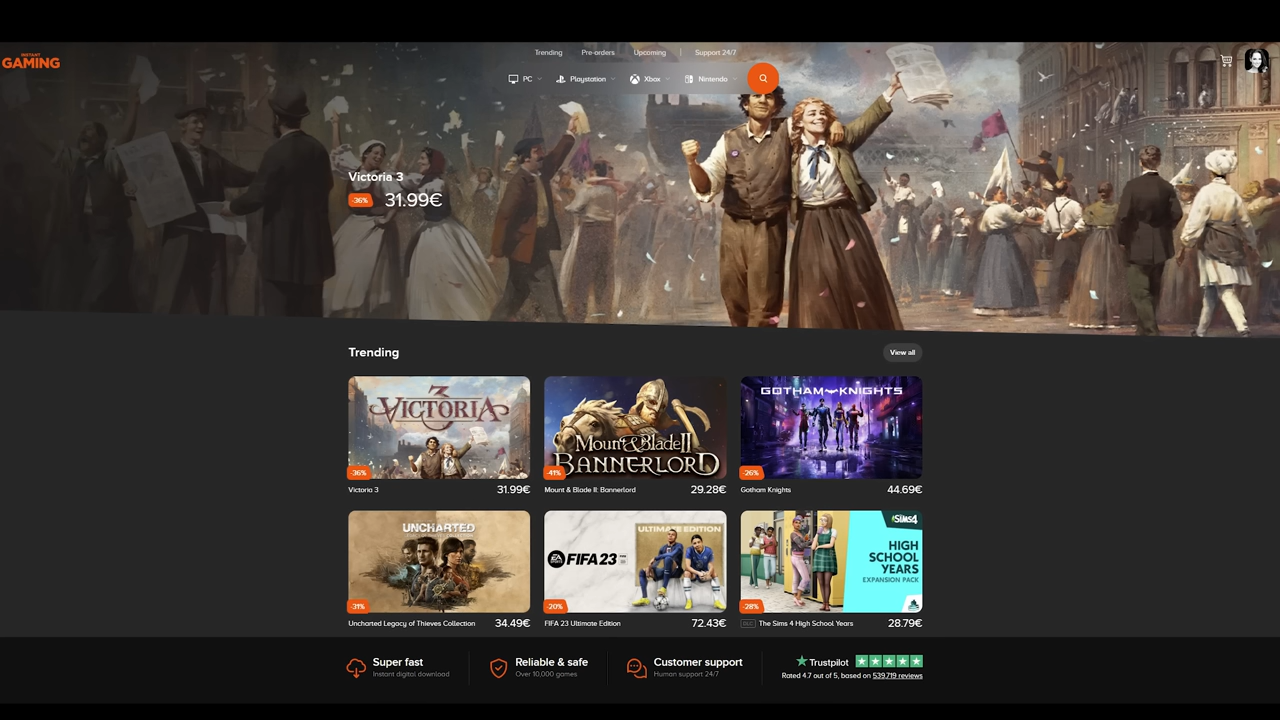 INSTANT
GAMING
Trending
Pre-orders
Upcoming
Support 24/7
PC
Playstation
Xbox
Nintendo
Victoria 3
-36%
31.99€
Trending
View all
3
VICTORIA
-36%
Victoria 3
31.99€
Mount & Blade II
BANNERLORD
-41%
Mount & Blade II: Bannerlord
29.28€
GOTHAM KNIGHTS
-26%
Gotham Knights
44.69€
UNCHARTED
-31%
Uncharted Legacy of Thieves Collection
34.49€
ULTIMATE EDITION
EA SPORTS
FIFA 23
-20%
FIFA 23 Ultimate Edition
72.43€
SIMS4
HIGH
SCHOOL
YEARS
EXPANSION PACK
-28%
DLC
The Sims 4 High School Years
28.79€
Super fast
Instant digital download
Reliable & safe
Over 10,000 games
Customer support
Human support 24/7
Trustpilot
Rated 4.7 out of 5, based on 539,719 reviews